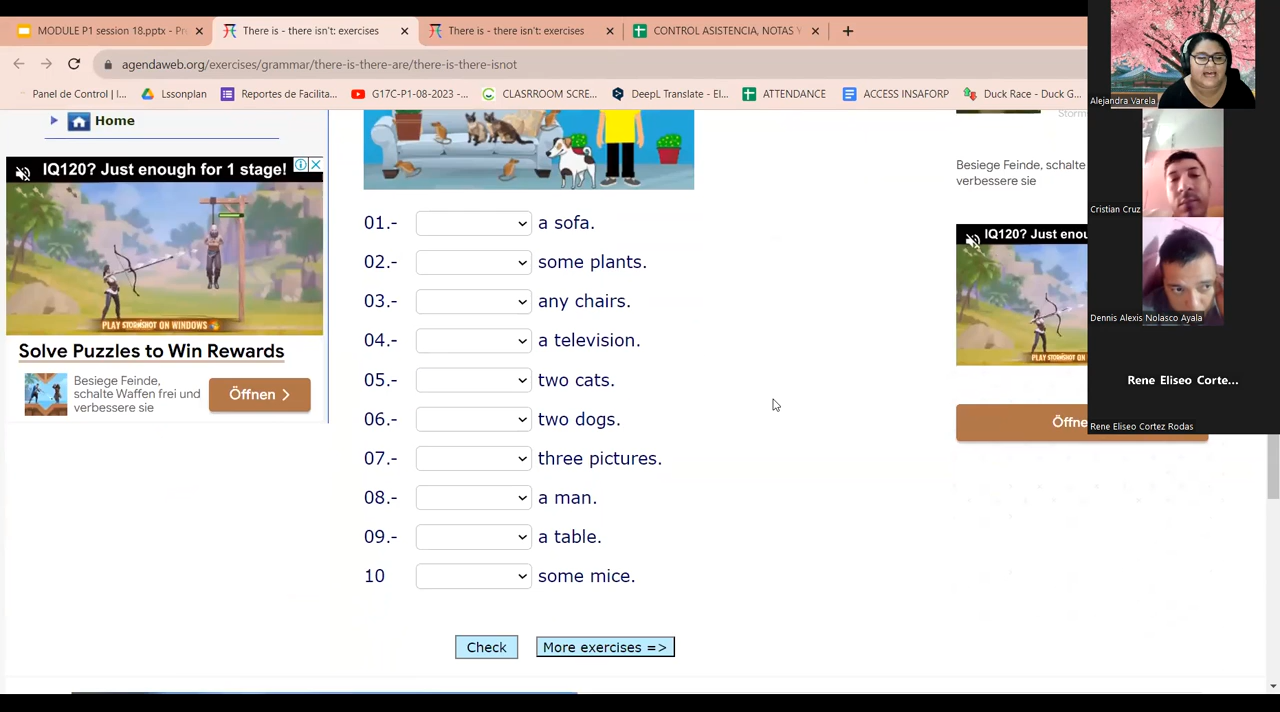 MODULE P1 session 18.pptx - Pr
There is - there isn't: exercises
There is - there isn't: exercises
CONTROL ASISTENCIA, NOTAS Y
agendaweb.org/exercises/grammar/there-is-there-are/there-is-there-isnot
Panel de Control | I...
Lssonplan
Reportes de Facilita...
G17C-P1-08-2023 -...
CLASRROOM SCRE...
DeepL Translate - El...
ATTENDANCE
ACCESS INSAFORP
Duck Race - Duck G...
Alejandra Varela
Home
IQ120? Just enough for 1 stage!
PLAY STORMSHOT ON WINDOWS
Solve Puzzles to Win Rewards
Besiege Feinde,
schalte Waffen frei und
verbessere sie
Öffnen
01.- a sofa.
02.- some plants.
03.- any chairs.
04.- a television.
05.- two cats.
06.- two dogs.
07.- three pictures.
08.- a man.
09.- a table.
10 some mice.
Check
More exercises =>
Storm
Besiege Feinde, schalte
verbessere sie
IQ120? Just enou
PLAY STORMSHOT ON
Öffne
Cristian Cruz
Dennis Alexis Nolasco Ayala
Rene Eliseo Corte...
Rene Eliseo Cortez Rodas